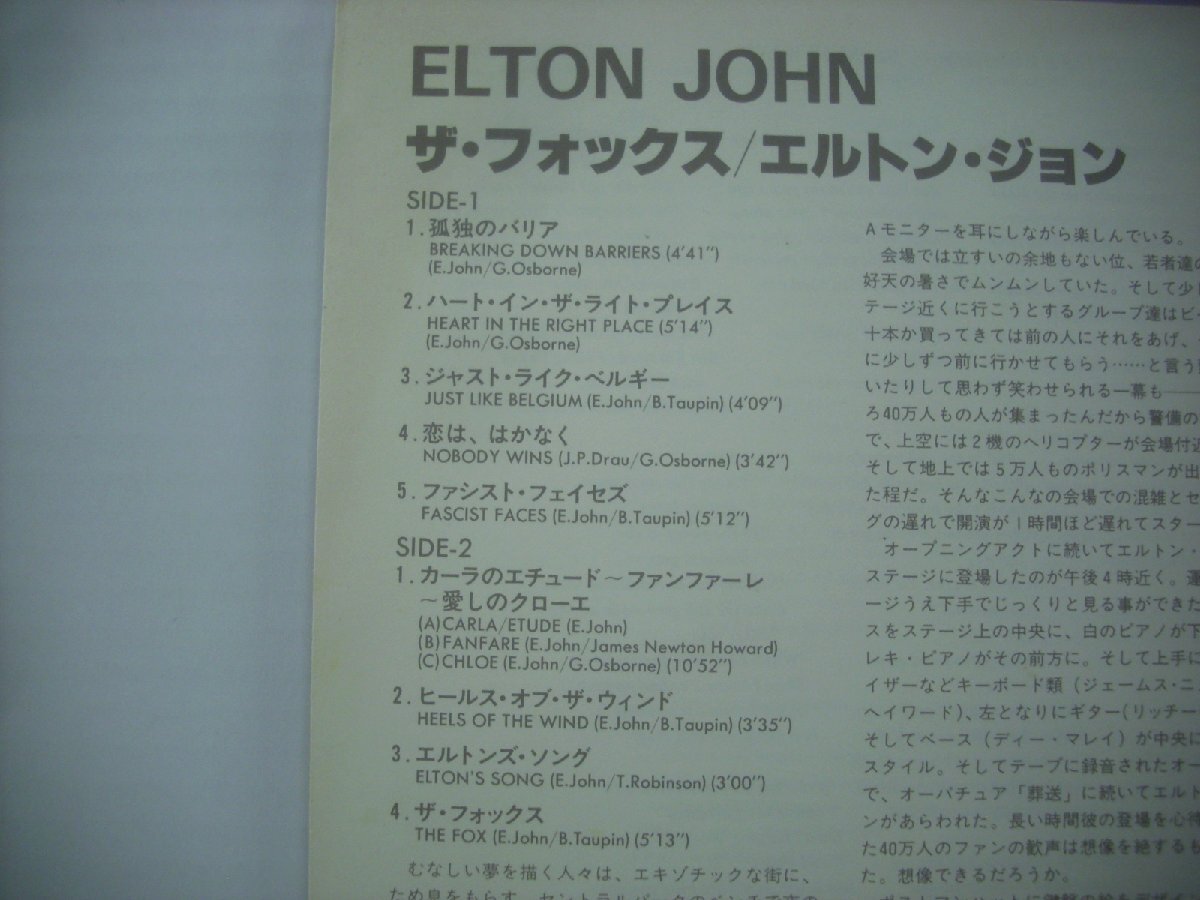 ELTON JOHN
ザ・フォックス/エルトン・ジョン
SIDE-1
1.孤独のバリア
BREAKING DOWN BARRIERS (4'41")
(E.John/G.Osborne)
2.ハート・イン・ザ・ライト・プレイス
HEART IN THE RIGHT PLACE (5'14")
(E.John/G.Osborne)
3.ジャスト・ライク・ベルギー
JUST LIKE BELGIUM (E.John/B.Taupin) (4'09")
4.恋は、はかなく
NOBODY WINS (J.P.Drau/G.Osborne) (3'42")
5.ファシスト・フェイセズ
FASCIST FACES (E.John/B.Taupin) (5'12")
SIDE-2
1.カーラのエチュード〜ファンファーレ
〜愛しのクローエ
(A)CARLA/ETUDE (E.John)
(B)FANFARE (E.John/James Newton Howard)
(C)CHLOE (E.John/G.Osborne) (10'52")
2.ヒールス・オブ・ザ・ウィンド
HEELS OF THE WIND (E.John/B.Taupin) (3'35")
3.エルトンズ・ソング
ELTON'S SONG (E.John/T.Robinson) (3'00")
4.ザ・フォックス
THE FOX (E.John/B.Taupin) (5'13")
むなしい夢を描く人々は、エキゾチックな街に、
ため息をもらす。セントラルパークのベンチで
Aモニターを耳にしながら楽しんでいる。
会場では立すいの余地もない位、若者達の
好天の暑さでムンムンしていた。そして少し
テージ近くに行こうとするグループ達はビー
十本か買ってきては前の人にそれをあげ、
に少しずつ前に行かせてもらう……と言う
いたりして思わず笑わせられる一幕も——
ろ40万人もの人が集まったんだから警備の
で、上空には2機のヘリコプターが会場付近
そして地上では5万人ものポリスマンが出
た程だ。そんなこんなの会場での混雑とセ
グの遅れで開演が1時間ほど遅れてスター
オープニングアクトに続いてエルトン・
ステージに登場したのが午後4時近く。運
ージうえ下手でじっくりと見る事ができた
スをステージ上の中央に、白のピアノが下
レキ・ピアノがその前方に。そして上手に
イザーなどキーボード類(ジェームス・ニ
ヘイワード)、左となりにギター(リッチー
そしてベース(ディー・マレイ)が中央に
スタイル。そしてテープに録音されたオー
で、オーバチュア「葬送」に続いてエルト
ンがあらわれた。長い時間彼の登場を心待
た40万人のファンの歓声は想像を絶するも
た。想像できるだろうか。